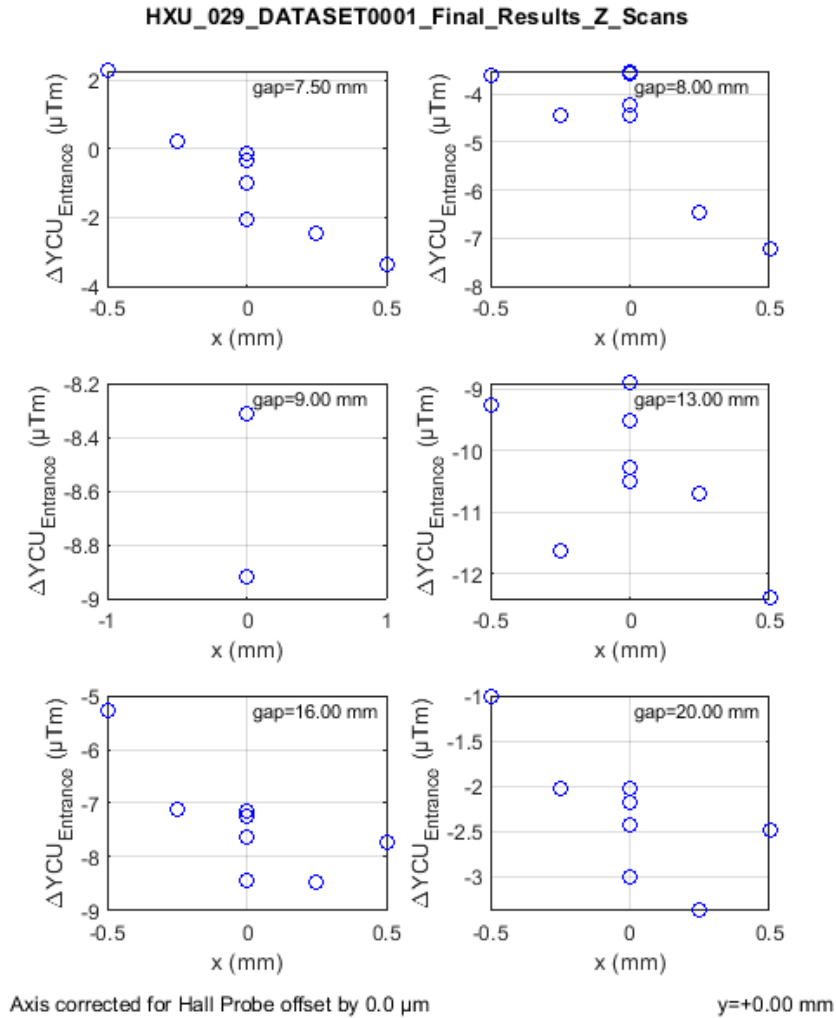 HXU_029_DATASET0001_Final_Results_Z_Scans
gap=7.50 mm
2
0
-2
-4
-0.5
0
0.5
x (mm)
ΔYCU_Entrance (µTm)
gap=8.00 mm
-4
-5
-6
-7
-8
-0.5
0
0.5
x (mm)
ΔYCU_Entrance (µTm)
gap=9.00 mm
-8.2
-8.4
-8.6
-8.8
-9
-1
0
1
x (mm)
ΔYCU_Entrance (µTm)
gap=13.00 mm
-9
-10
-11
-12
-0.5
0
0.5
x (mm)
ΔYCU_Entrance (µTm)
gap=16.00 mm
-5
-6
-7
-8
-9
-0.5
0
0.5
x (mm)
ΔYCU_Entrance (µTm)
gap=20.00 mm
-1
-1.5
-2
-2.5
-3
-0.5
0
0.5
x (mm)
ΔYCU_Entrance (µTm)
Axis corrected for Hall Probe offset by 0.0 µm
y=+0.00 mm